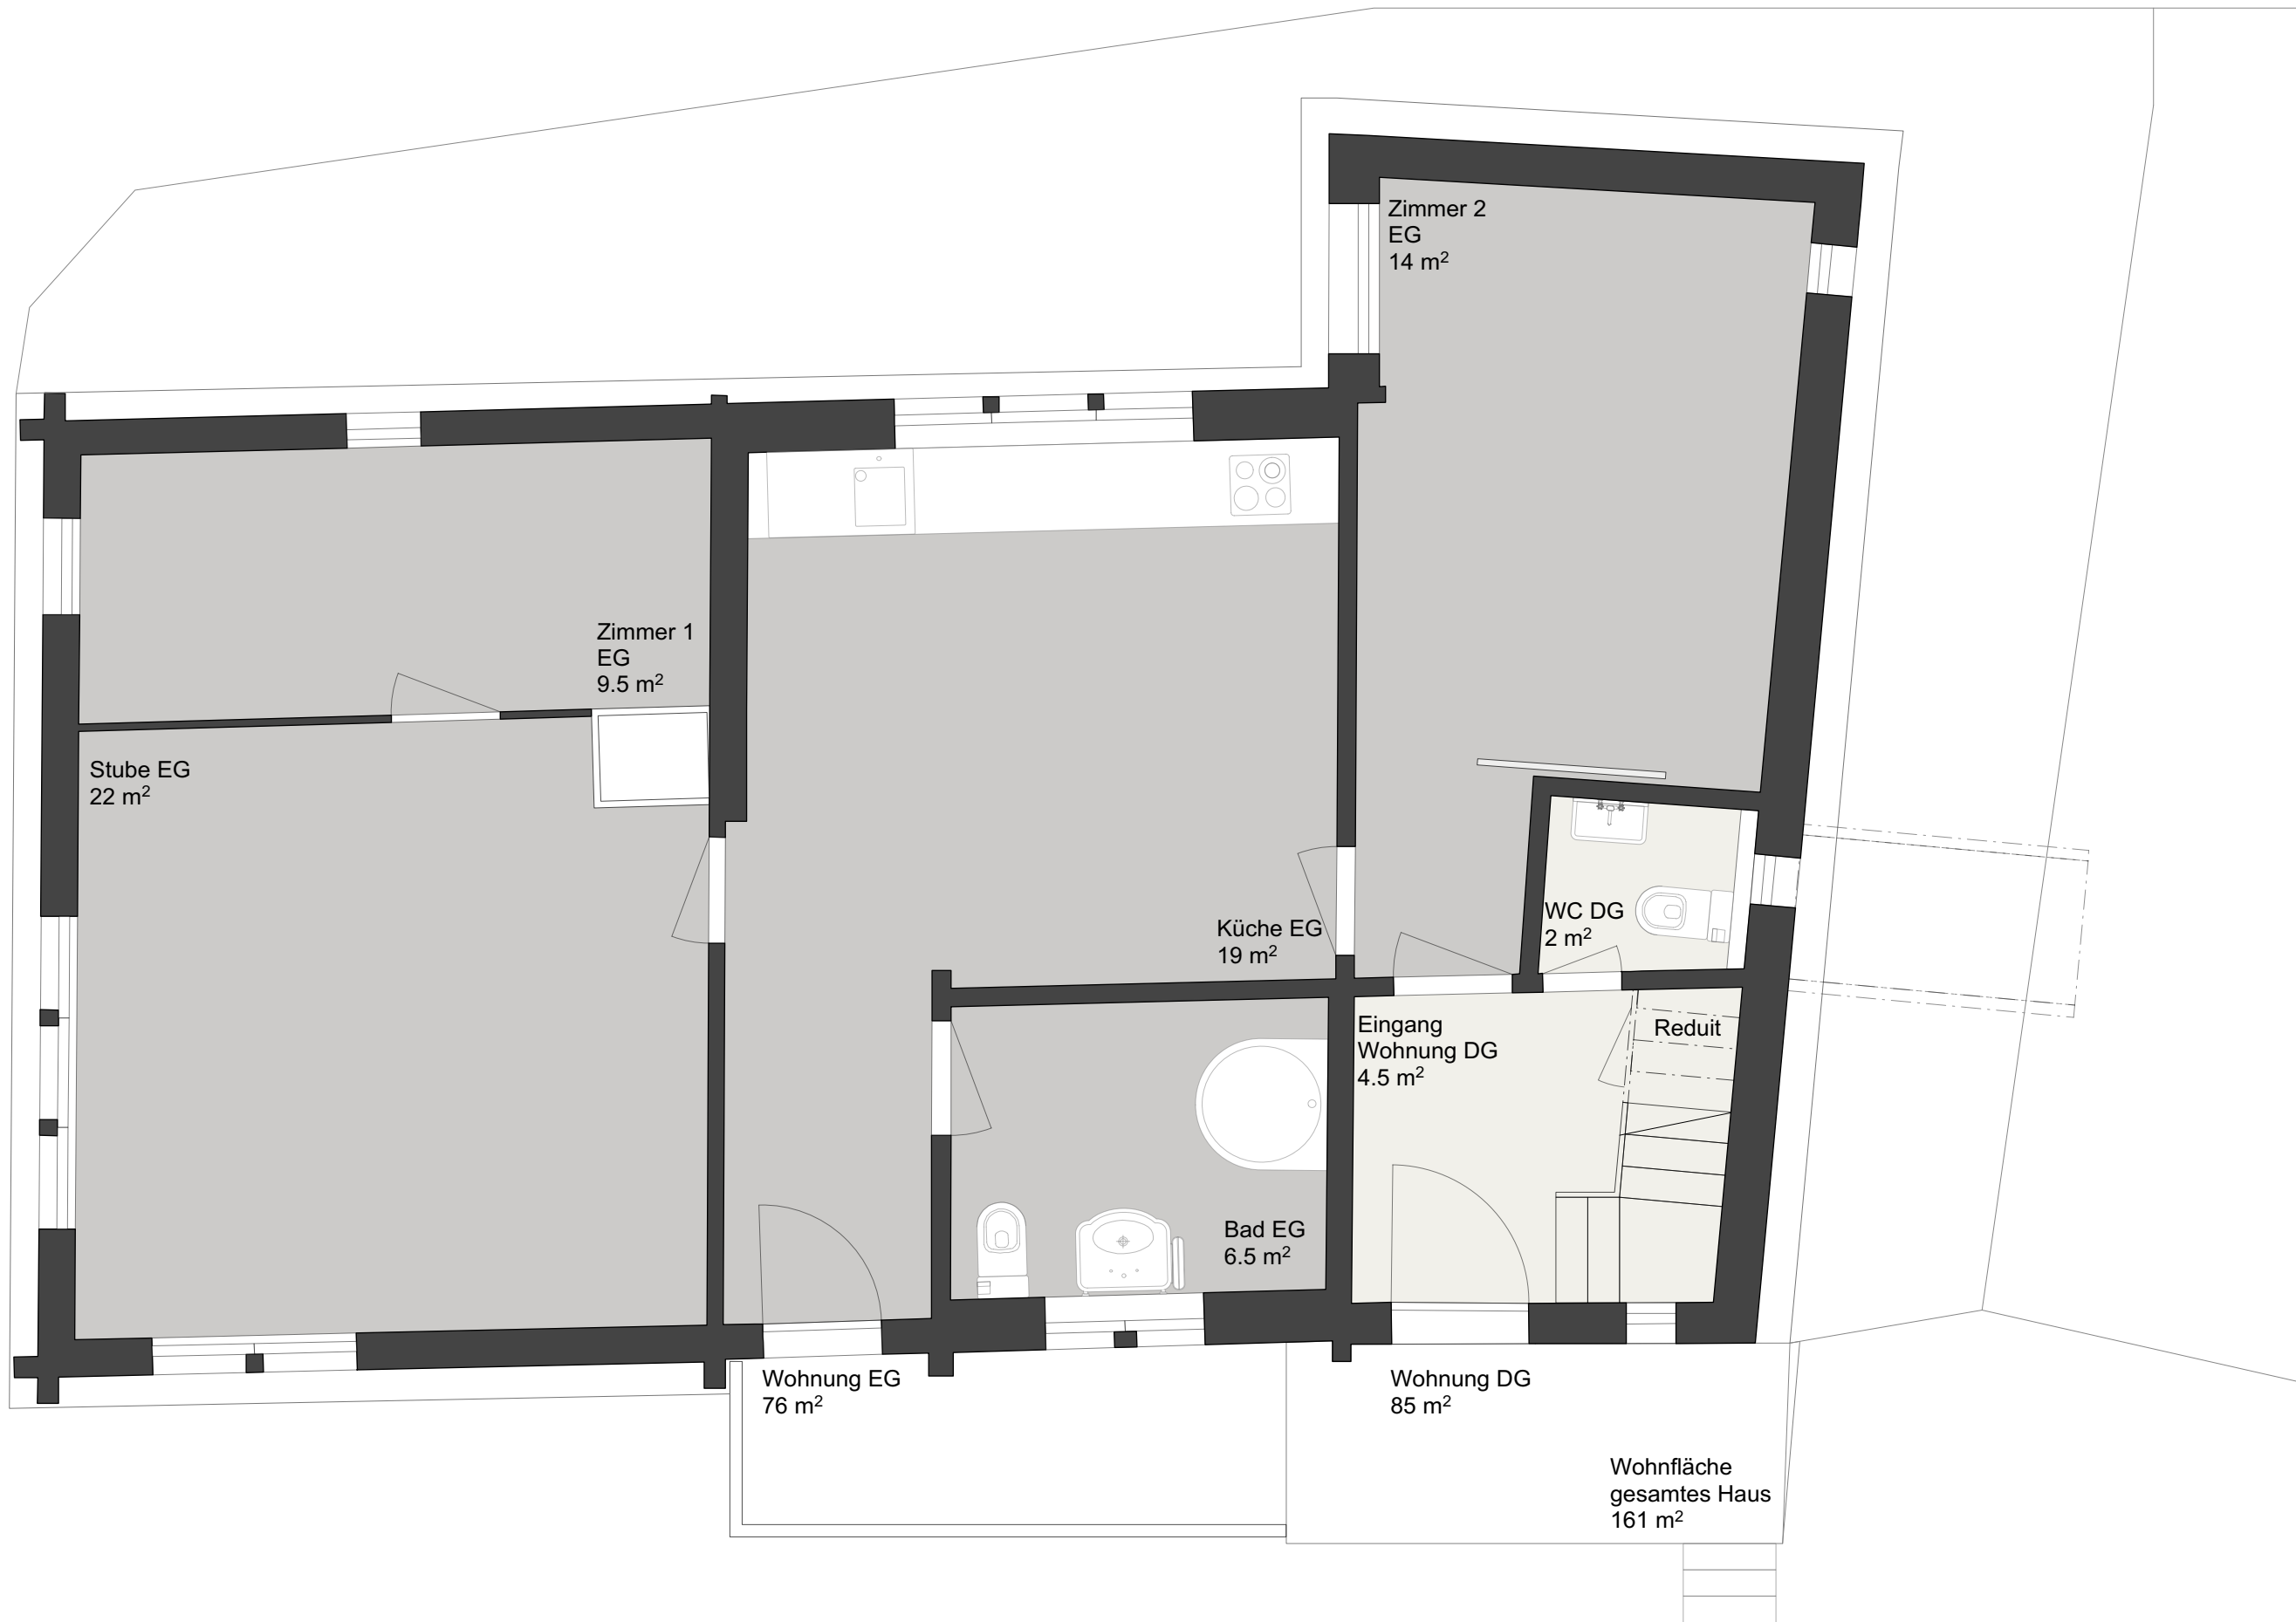 Zimmer 2
EG
14 m²
Zimmer 1
EG
9.5 m²
Stube EG
22 m²
Küche EG
19 m²
WC DG
2 m²
Eingang
Wohnung DG
4.5 m²
Reduit
Bad EG
6.5 m²
Wohnung EG
76 m²
Wohnung DG
85 m²
Wohnfläche
gesamtes Haus
161 m²